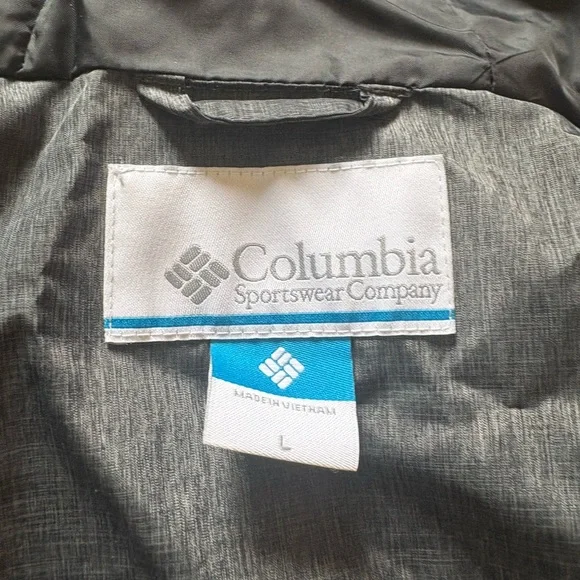 Columbia
Sportswear Company
MADE IN VIETNAM
L